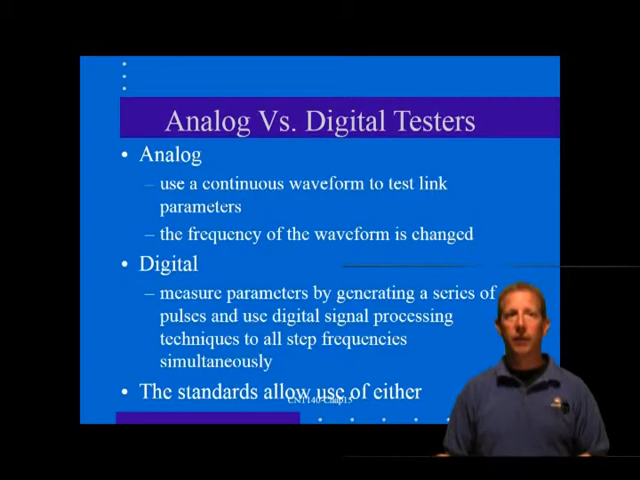 Analog Vs. Digital Testers
• Analog
– use a continuous waveform to test link
parameters
– the frequency of the waveform is changed
• Digital
– measure parameters by generating a series of
pulses and use digital signal processing
techniques to all step frequencies
simultaneously
• The standards allow use of either
CNT140-Chap15